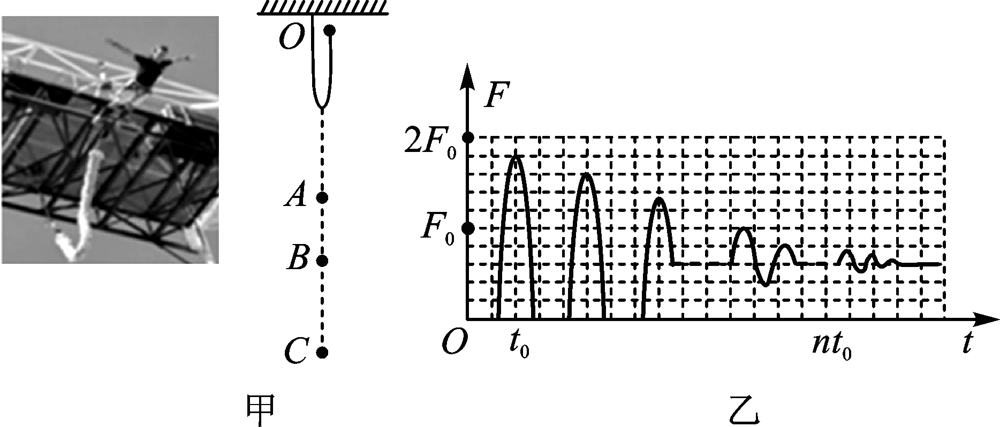 O
A
B
C
甲
F
2F₀
F₀
O
t₀
nt₀
t
乙